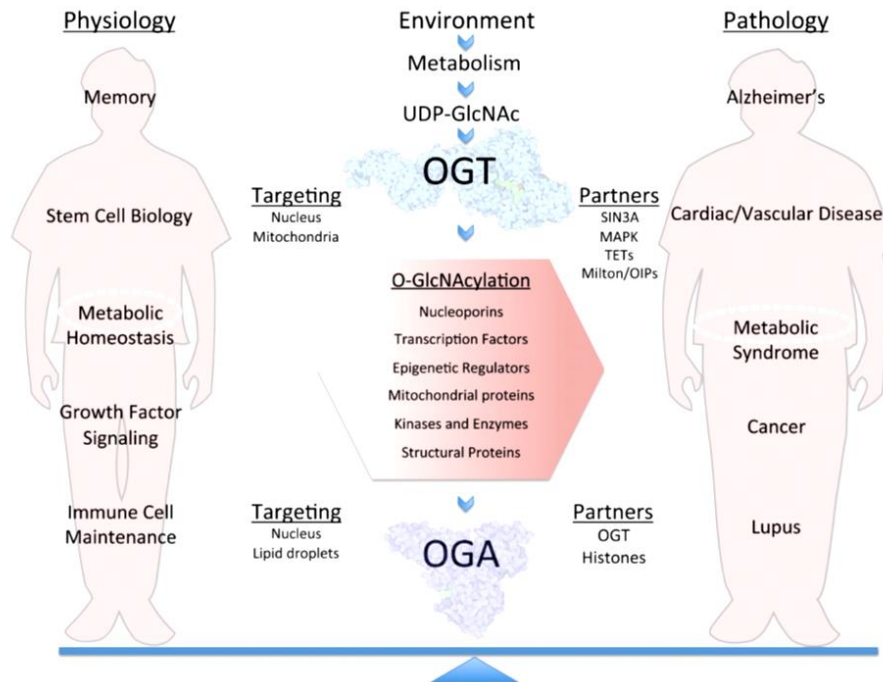 Physiology
Memory
Stem Cell Biology
Metabolic
Homeostasis
Growth Factor
Signaling
Immune Cell
Maintenance
Environment
Metabolism
UDP-GlcNAc
OGT
Targeting
Nucleus
Mitochondria
Partners
SIN3A
MAPK
TETs
Milton/OIPs
O-GlcNAcylation
Nucleoporins
Transcription Factors
Epigenetic Regulators
Mitochondrial proteins
Kinases and Enzymes
Structural Proteins
Targeting
Nucleus
Lipid droplets
OGA
Partners
OGT
Histones
Pathology
Alzheimer's
Cardiac/Vascular Disease
Metabolic
Syndrome
Cancer
Lupus